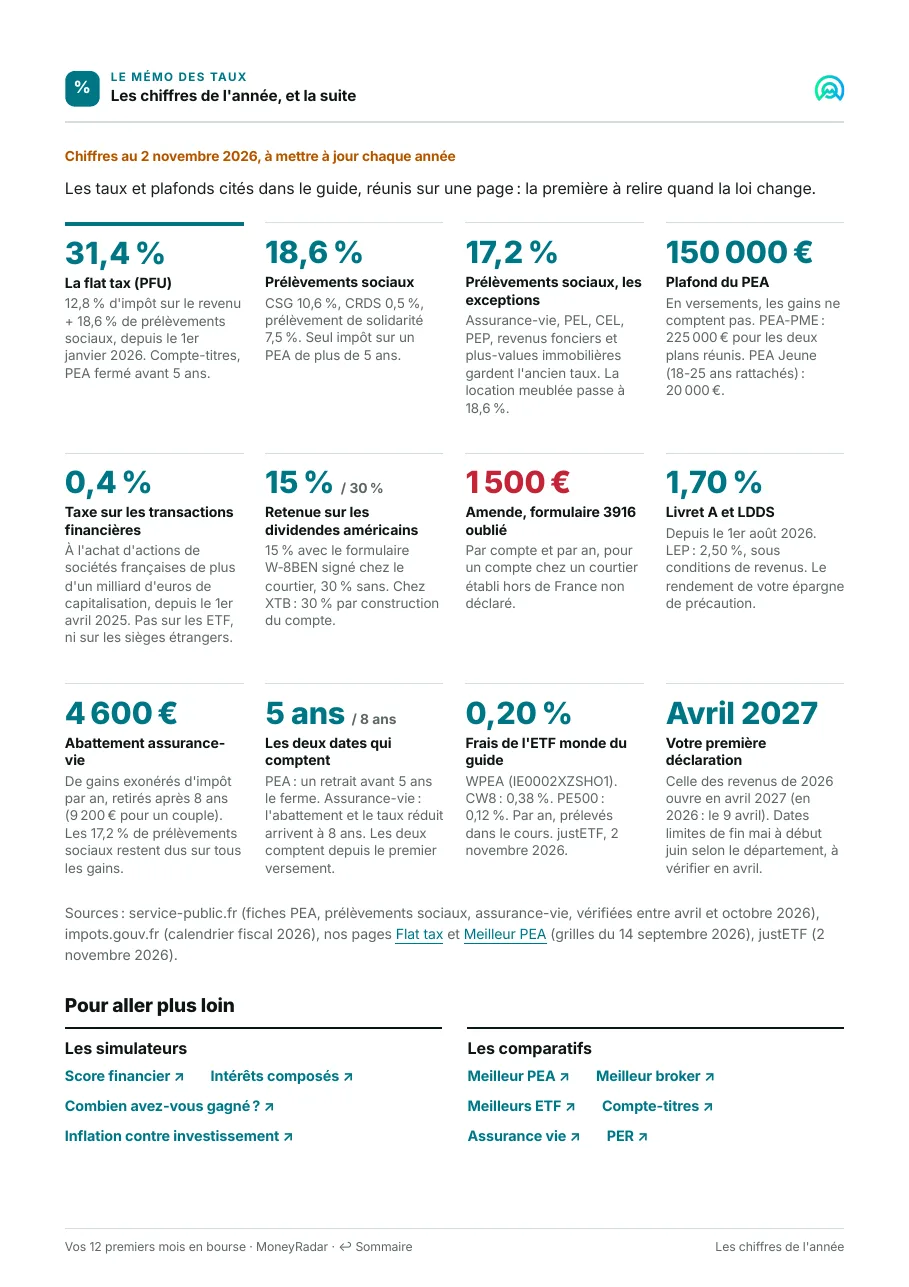 %
LE MÉMO DES TAUX
Les chiffres de l'année, et la suite
Chiffres au 2 novembre 2026, à mettre à jour chaque année
Les taux et plafonds cités dans le guide, réunis sur une page : la première à relire quand la loi change.
31,4 %
La flat tax (PFU)
12,8 % d'impôt sur le revenu
+ 18,6 % de prélèvements
sociaux, depuis le 1er
janvier 2026. Compte-titres,
PEA fermé avant 5 ans.
18,6 %
Prélèvements sociaux
CSG 10,6 %, CRDS 0,5 %,
prélèvement de solidarité
7,5 %. Seul impôt sur un
PEA de plus de 5 ans.
17,2 %
Prélèvements sociaux, les
exceptions
Assurance-vie, PEL, CEL,
PEP, revenus fonciers et
plus-values immobilières
gardent l'ancien taux. La
location meublée passe à
18,6 %.
150 000 €
Plafond du PEA
En versements, les gains ne
comptent pas. PEA-PME :
225 000 € pour les deux
plans réunis. PEA Jeune
(18-25 ans rattachés) :
20 000 €.
0,4 %
Taxe sur les transactions
financières
À l'achat d'actions de
sociétés françaises de plus
d'un milliard d'euros de
capitalisation, depuis le 1er
avril 2025. Pas sur les ETF,
ni sur les sièges étrangers.
15 % / 30 %
Retenue sur les
dividendes américains
15 % avec le formulaire
W-8BEN signé chez le
courtier, 30 % sans. Chez
XTB : 30 % par construction
du compte.
1 500 €
Amende, formulaire 3916
oublié
Par compte et par an, pour
un compte chez un courtier
établi hors de France non
déclaré.
1,70 %
Livret A et LDDS
Depuis le 1er août 2026.
LEP : 2,50 %, sous
conditions de revenus. Le
rendement de votre épargne
de précaution.
4 600 €
Abattement assurance-
vie
De gains exonérés d'impôt
par an, retirés après 8 ans
(9 200 € pour un couple).
Les 17,2 % de prélèvements
sociaux restent dus sur tous
les gains.
5 ans / 8 ans
Les deux dates qui
comptent
PEA : un retrait avant 5 ans
le ferme. Assurance-vie :
l'abattement et le taux réduit
arrivent à 8 ans. Les deux
comptent depuis le premier
versement.
0,20 %
Frais de l'ETF monde du
guide
WPEA (IE0002XZSHO1).
CW8 : 0,38 %. PE500 :
0,12 %. Par an, prélevés
dans le cours. justETF, 2
novembre 2026.
Avril 2027
Votre première
déclaration
Celle des revenus de 2026
ouvre en avril 2027 (en
2026 : le 9 avril). Dates
limites de fin mai à début
juin selon le département, à
vérifier en avril.
Sources : service-public.fr (fiches PEA, prélèvements sociaux, assurance-vie, vérifiées entre avril et octobre 2026),
impots.gouv.fr (calendrier fiscal 2026), nos pages Flat tax et Meilleur PEA (grilles du 14 septembre 2026), justETF (2
novembre 2026).
Pour aller plus loin
Les simulateurs
Score financier ↗ Intérêts composés ↗
Combien avez-vous gagné ? ↗
Inflation contre investissement ↗
Les comparatifs
Meilleur PEA ↗ Meilleur broker ↗
Meilleurs ETF ↗ Compte-titres ↗
Assurance vie ↗ PER ↗
Vos 12 premiers mois en bourse · MoneyRadar · ↩ Sommaire
Les chiffres de l'année